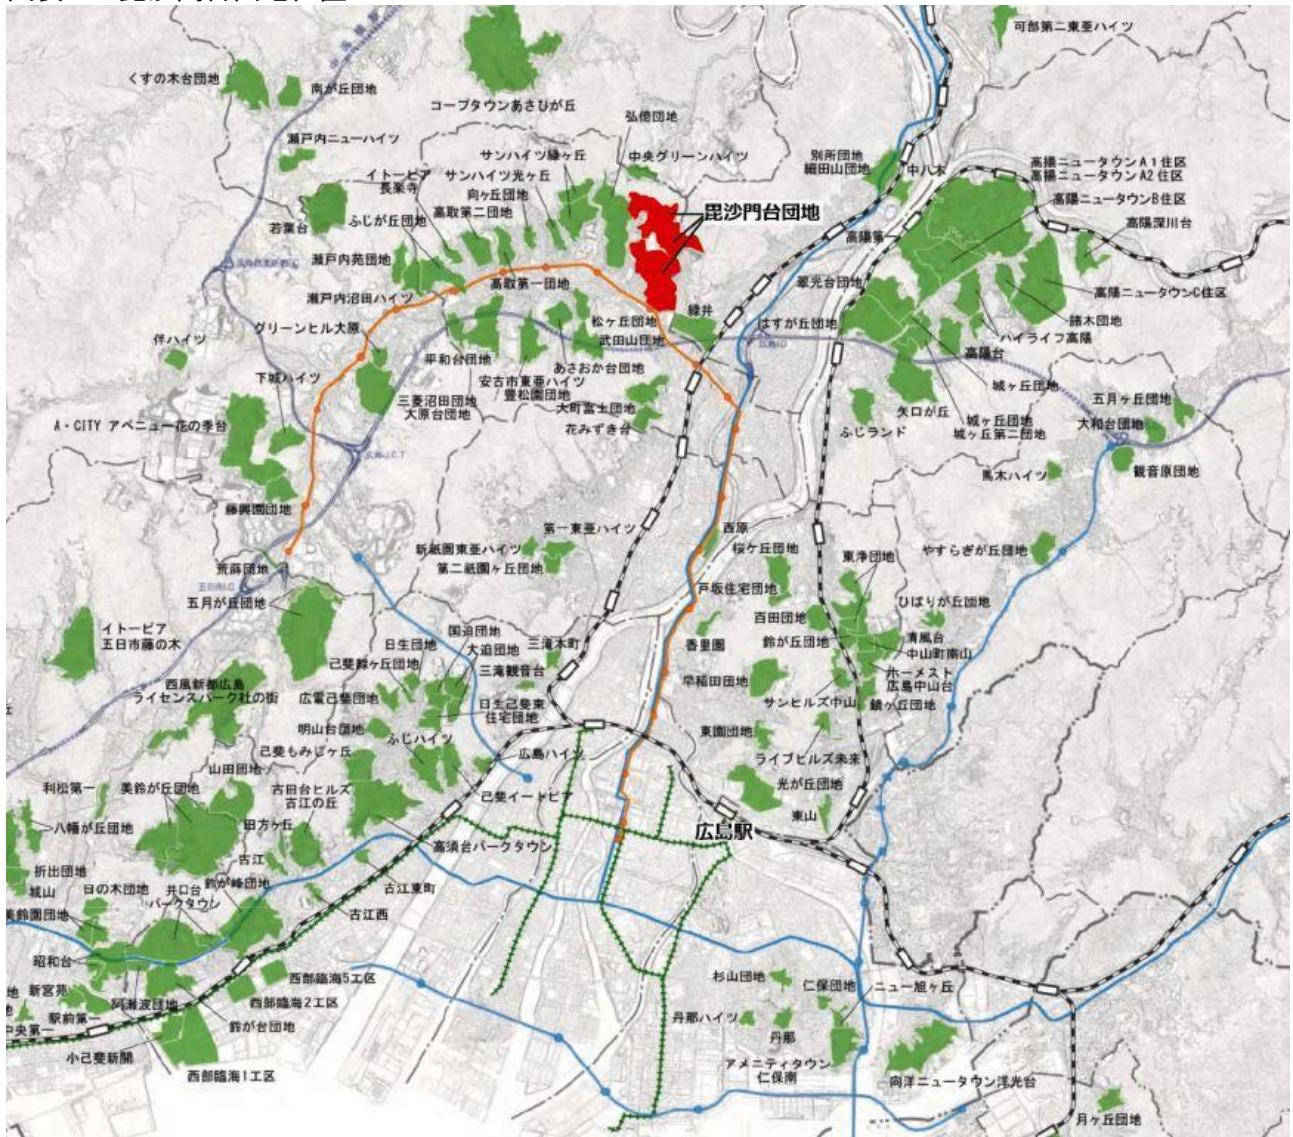 可部第二東亜ハイツ
くすの木台団地
南が丘団地
コープタウンあさひが丘
弘億団地
瀬戸内ニューハイツ
サンハイツ緑ヶ丘
中央グリーンハイツ
別所団地
細田山団地
中八木
高陽ニュータウンA1住区
高陽ニュータウンA2住区
イトーピア
長楽寺
サンハイツ光ヶ丘
向ヶ丘団地
高陽ニュータウンB住区
ふじが丘団地
高取第二団地
毘沙門台団地
若葉台
高陽第一
高陽深川台
瀬戸内苑団地
高取第一団地
翠光台団地
高陽ニュータウンC住区
瀬戸内沼田ハイツ
松ヶ丘団地
緑井
はすが丘団地
諸木団地
グリーンヒル大原
武田山団地
ハイライフ高陽
伴ハイツ
平和台団地
あさおか台団地
高陽台
下城ハイツ
安古市東亜ハイツ
豊松園団地
城ヶ丘団地
三菱沼田団地
大原台団地
大町富士団地
矢口が丘
五月ヶ丘団地
A・CITY アベニュー花の季台
花みずき台
ふじランド
城ヶ丘団地
城ヶ丘第二団地
大和台団地
広島J.C.T
馬木ハイツ
観音原団地
藤興園団地
第一東亜ハイツ
西原
新祇園東亜ハイツ
第二祇園ヶ丘団地
桜ケ丘団地
東浄団地
やすらぎが丘団地
荒蒔団地
五日市I.C
戸坂住宅団地
五月が丘団地
百田団地
ひばりが丘団地
イトーピア
五日市藤の木
国迫団地
日生団地
大迫団地
三滝本町
香里園
鈴が丘団地
清風台
中山町南山
己斐緑ヶ丘団地
三滝観音台
早稲田団地
ホーメスト
広島中山台
西風新都広島
ライセンスパーク杜の街
広電己斐団地
日生己斐東
住宅団地
サンヒルズ中山
鏡ヶ丘団地
明山台団地
ふじハイツ
東園団地
己斐もみじヶ丘
広島ハイツ
ライブヒルズ未来
山田団地
利松第一
美鈴が丘団地
古田台ヒルズ
古江の丘
己斐イードピア
光が丘団地
東山
八幡が丘団地
田方ヶ丘
高須台パークタウン
広島駅
折出団地
古江
城山
日の木団地
井口台
パークタウン
鈴が峰団地
古江東町
美鈴園団地
古江西
昭和台
西部臨海5工区
杉山団地
仁保団地
ニュー旭ヶ丘
新宮苑
阿瀬波団地
西部臨海2工区
駅前第一
中央第一
鈴が台団地
丹那ハイツ
丹那
小己斐新開
アメニティタウン
仁保南
西部臨海1工区
向洋ニュータウン洋光台
月ヶ丘団地